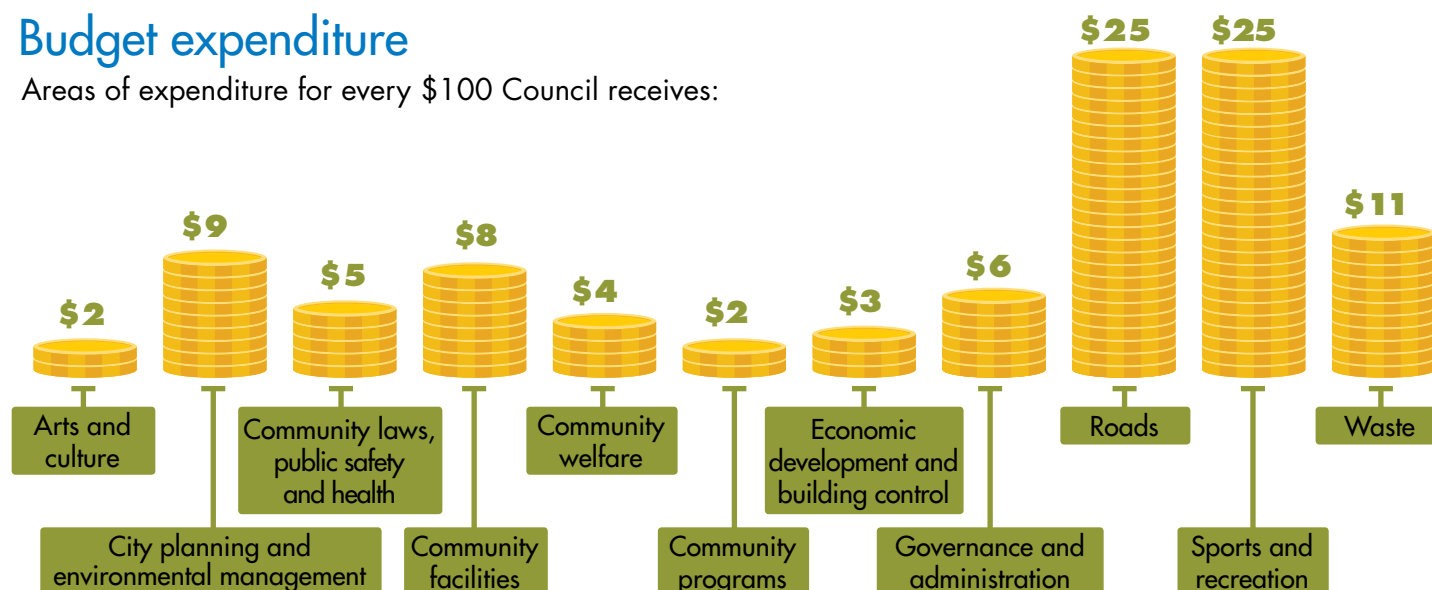 Budget expenditure
Areas of expenditure for every $100 Council receives:
$2
$9
$5
$8
$4
$2
$3
$6
$25
$25
$11
Arts and
culture
City planning and
environmental management
Community laws,
public safety
and health
Community
facilities
Community
welfare
Community
programs
Economic
development and
building control
Governance and
administration
Roads
Sports and
recreation
Waste